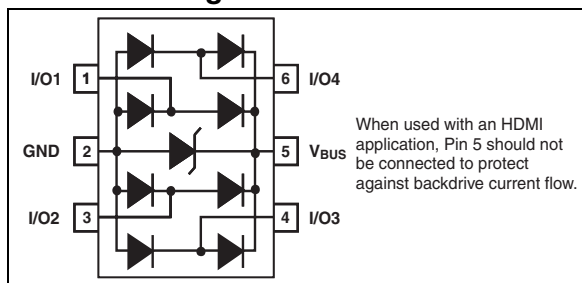 I/O1 1
6 I/O4
GND 2
5 VBUS
I/O2 3
4 I/O3
When used with an HDMI
application, Pin 5 should not
be connected to protect
against backdrive current flow.